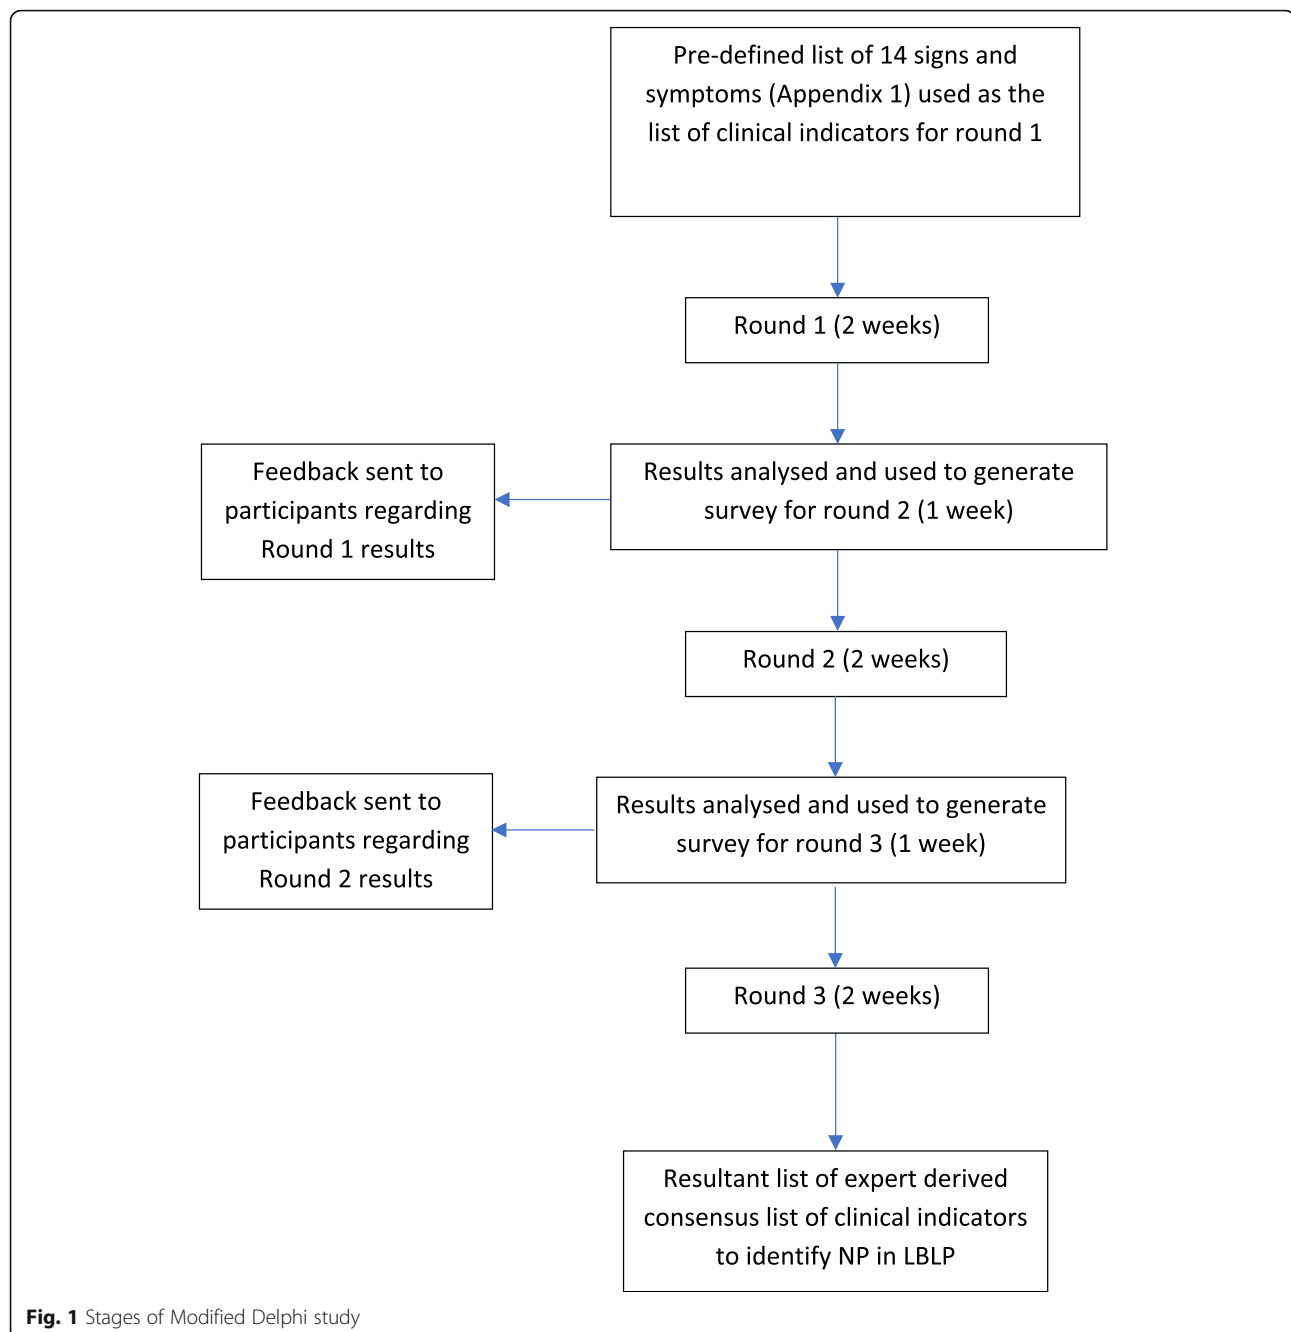 Pre-defined list of 14 signs and
symptoms (Appendix 1) used as the
list of clinical indicators for round 1
Round 1 (2 weeks)
Feedback sent to
participants regarding
Round 1 results
Results analysed and used to generate
survey for round 2 (1 week)
Round 2 (2 weeks)
Feedback sent to
participants regarding
Round 2 results
Results analysed and used to generate
survey for round 3 (1 week)
Round 3 (2 weeks)
Resultant list of expert derived
consensus list of clinical indicators
to identify NP in LBLP
Fig. 1 Stages of Modified Delphi study